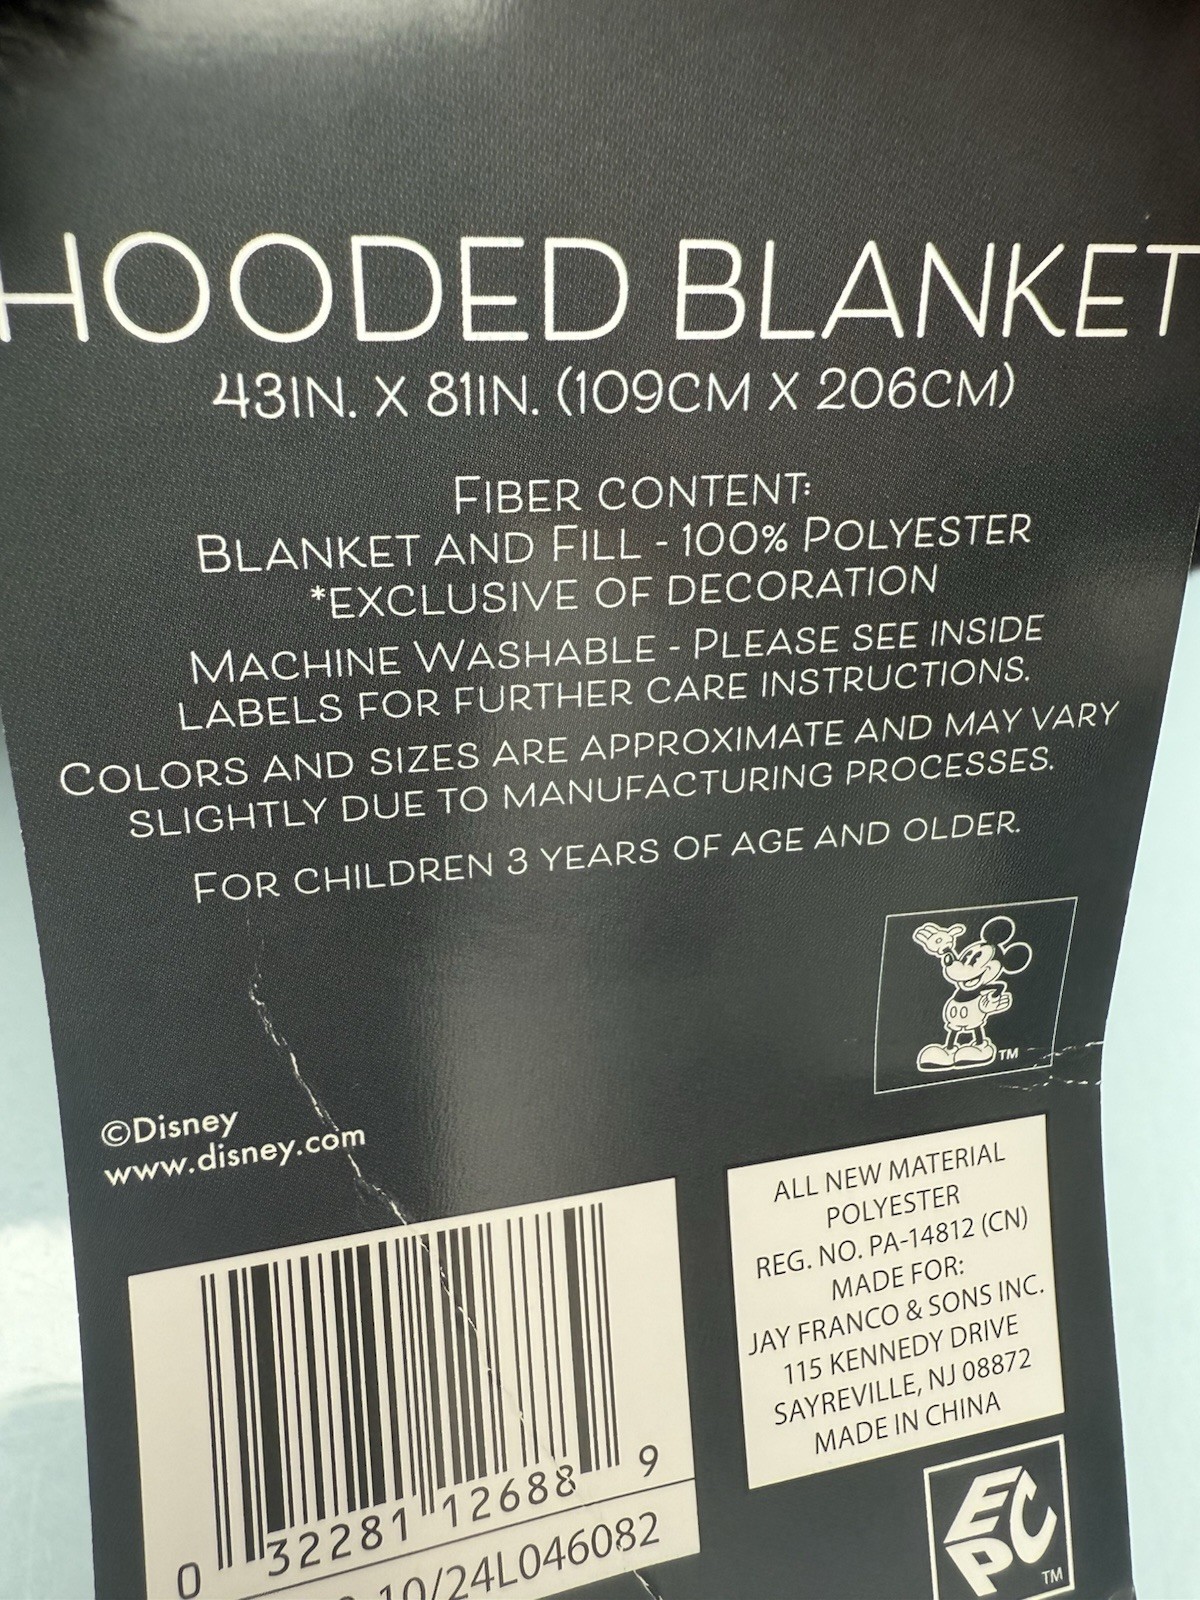 HOODED BLANKET
43IN. X 81IN. (109CM X 206CM)
FIBER CONTENT:
BLANKET AND FILL - 100% POLYESTER
*EXCLUSIVE OF DECORATION
MACHINE WASHABLE - PLEASE SEE INSIDE
LABELS FOR FURTHER CARE INSTRUCTIONS.
COLORS AND SIZES ARE APPROXIMATE AND MAY VARY
SLIGHTLY DUE TO MANUFACTURING PROCESSES.
FOR CHILDREN 3 YEARS OF AGE AND OLDER.
TM
©Disney
www.disney.com
ALL NEW MATERIAL
POLYESTER
REG. NO. PA-14812 (CN)
MADE FOR:
JAY FRANCO & SONS INC.
115 KENNEDY DRIVE
SAYREVILLE, NJ 08872
MADE IN CHINA
0 32281 12688 9
10/24L046082
ECPC
TM